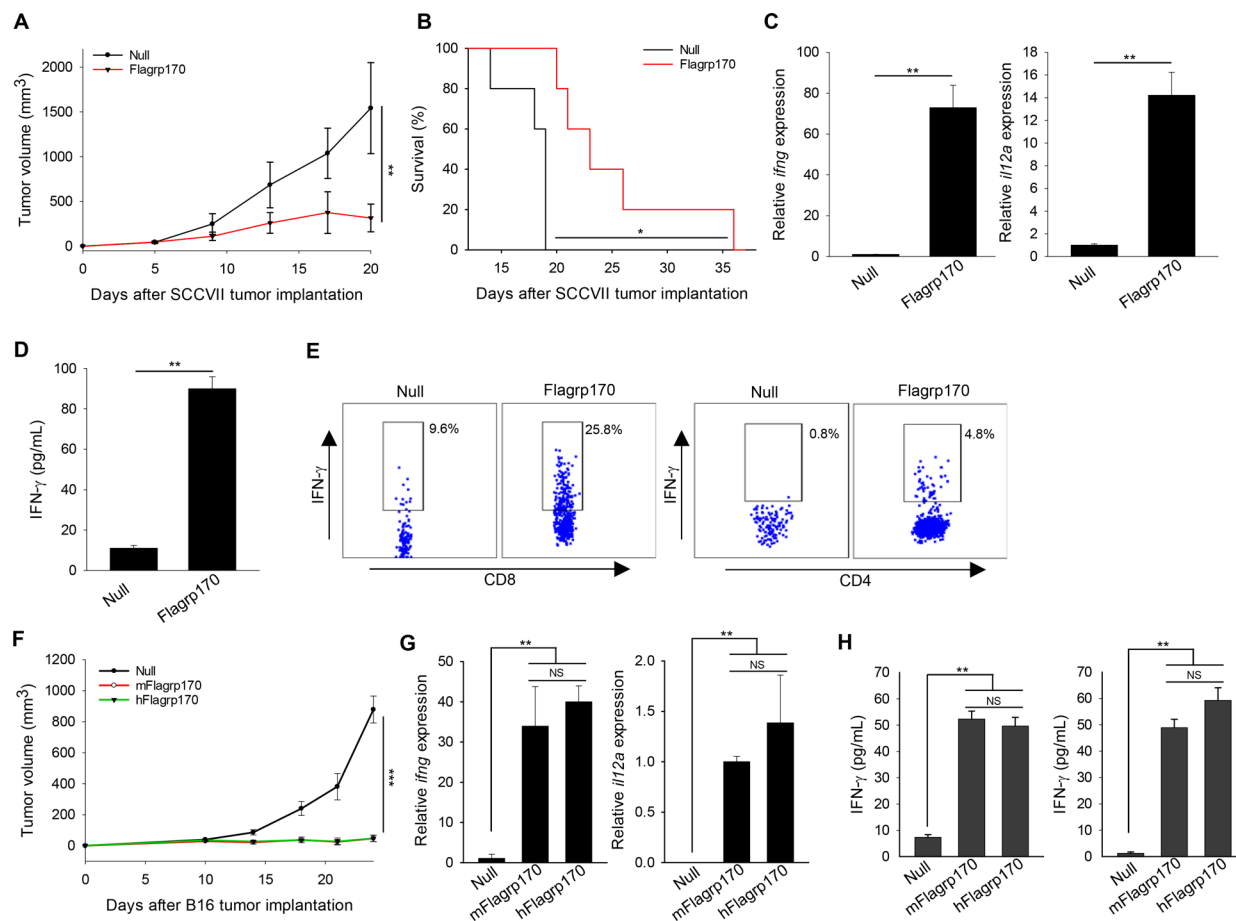 A
Null
Flagrp170
Tumor volume (mm3)
2000
1500
1000
500
0
**
0 5 10 15 20
Days after SCCVII tumor implantation
B
Null
Flagrp170
Survival (%)
100
80
60
40
20
0
*
15 20 25 30 35
Days after SCCVII tumor implantation
C
Relative ifng expression
100
80
60
40
20
0
**
Null Flagrp170
Relative il12a expression
18
16
14
12
10
8
6
4
2
0
**
Null Flagrp170
D
IFN-γ (pg/mL)
100
80
60
40
20
0
**
Null Flagrp170
E
Null Flagrp170
IFN-γ
9.6% 25.8%
CD8
Null Flagrp170
IFN-γ
0.8% 4.8%
CD4
F
Null
mFlagrp170
hFlagrp170
Tumor volume (mm3)
1200
1000
800
600
400
200
0
***
0 5 10 15 20
Days after B16 tumor implantation
G
Relative ifng expression
50
40
30
20
10
0
**
NS
Null mFlagrp170 hFlagrp170
Relative il12a expression
2.0
1.5
1.0
0.5
0.0
**
NS
Null mFlagrp170 hFlagrp170
H
IFN-γ (pg/mL)
70
60
50
40
30
20
10
0
**
NS
Null mFlagrp170 hFlagrp170
IFN-γ (pg/mL)
70
60
50
40
30
20
10
0
**
NS
Null mFlagrp170 hFlagrp170